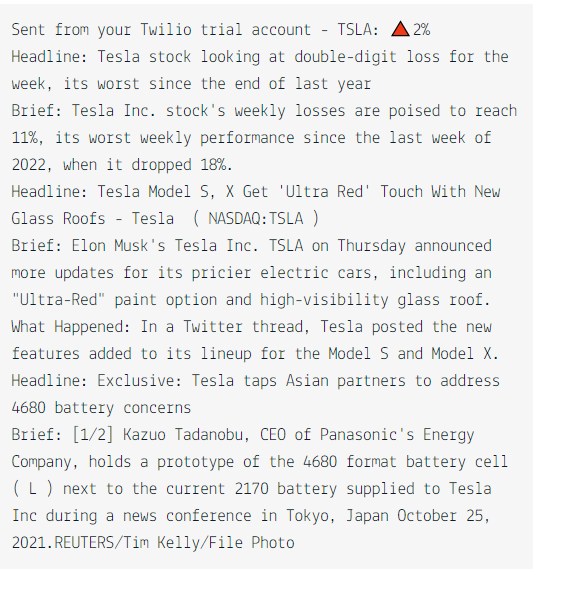 Sent from your Twilio trial account - TSLA: 🔺2%
Headline: Tesla stock looking at double-digit loss for the
week, its worst since the end of last year
Brief: Tesla Inc. stock's weekly losses are poised to reach
11%, its worst weekly performance since the last week of
2022, when it dropped 18%.
Headline: Tesla Model S, X Get 'Ultra Red' Touch With New
Glass Roofs - Tesla  ( NASDAQ:TSLA )
Brief: Elon Musk's Tesla Inc. TSLA on Thursday announced
more updates for its pricier electric cars, including an
"Ultra-Red" paint option and high-visibility glass roof.
What Happened: In a Twitter thread, Tesla posted the new
features added to its lineup for the Model S and Model X.
Headline: Exclusive: Tesla taps Asian partners to address
4680 battery concerns
Brief: [1/2] Kazuo Tadanobu, CEO of Panasonic's Energy
Company, holds a prototype of the 4680 format battery cell
( L ) next to the current 2170 battery supplied to Tesla
Inc during a news conference in Tokyo, Japan October 25,
2021.REUTERS/Tim Kelly/File Photo